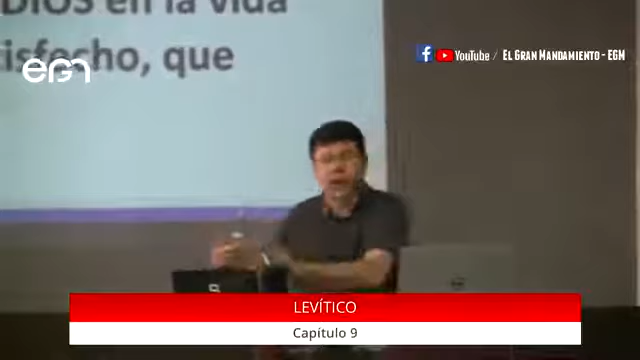 DIOS en la vida
isfecho, que
egm
YouTube / EL GRAN MANDAMIENTO - EGM
LEVÍTICO
Capítulo 9